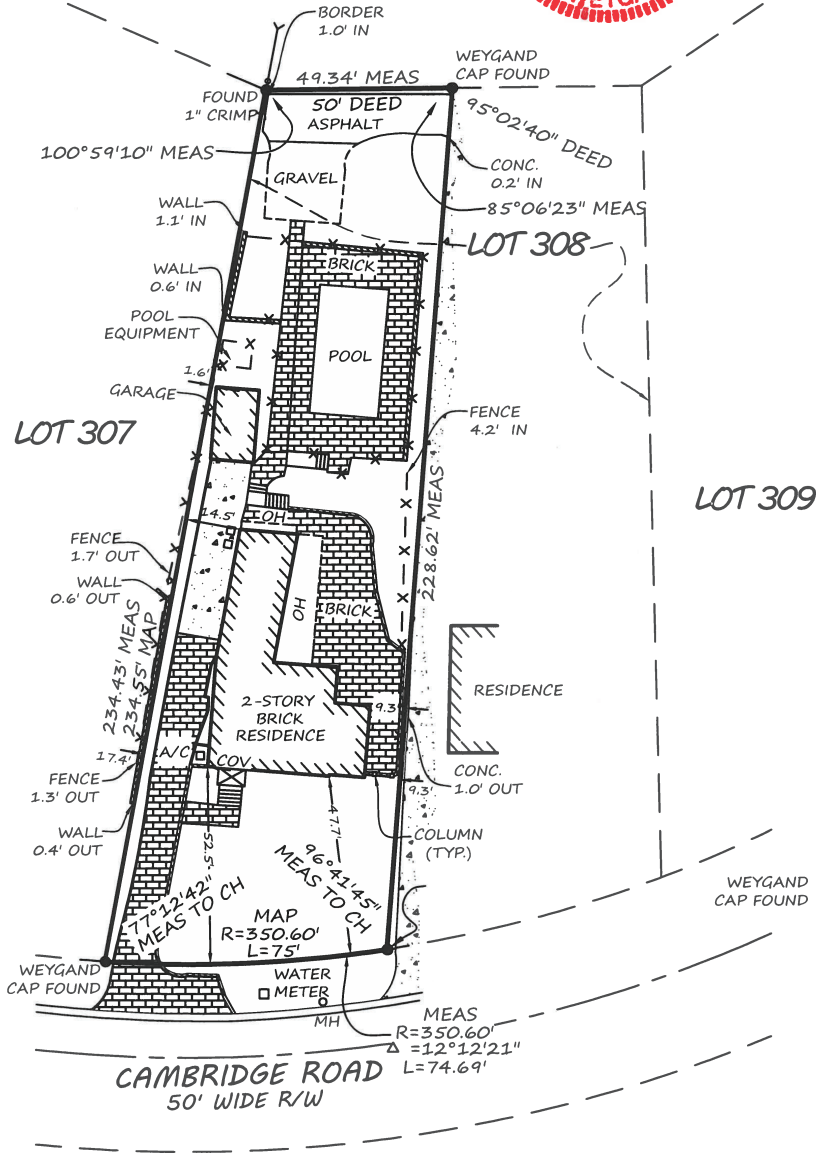 BORDER
1.0' IN
WEYGAND
CAP FOUND
49.34' MEAS
FOUND
1" CRIMP
50' DEED
ASPHALT
95°02'40" DEED
100°59'10" MEAS
GRAVEL
CONC.
0.2' IN
WALL
1.1' IN
85°06'23" MEAS
LOT 308
BRICK
WALL
0.6' IN
POOL
EQUIPMENT
POOL
1.6'
GARAGE
FENCE
4.2' IN
LOT 307
LOT 309
14.5'
OH
228.62' MEAS
FENCE
1.7' OUT
WALL
0.6' OUT
OH
BRICK
234.43' MEAS
234.55' MAP
RESIDENCE
2-STORY
BRICK
RESIDENCE
9.3'
17.4'
A/C
COV.
FENCE
1.3' OUT
CONC.
1.0' OUT
9.3'
WALL
0.4' OUT
52.5'
47.7'
COLUMN
(TYP.)
77°12'42"
MEAS TO CH
96°41'45"
MEAS TO CH
WEYGAND
CAP FOUND
MAP
R=350.60'
L=75'
WEYGAND
CAP FOUND
WATER
METER
MH
MEAS
R=350.60'
△ =12°12'21"
L=74.69'
CAMBRIDGE ROAD
50' WIDE R/W